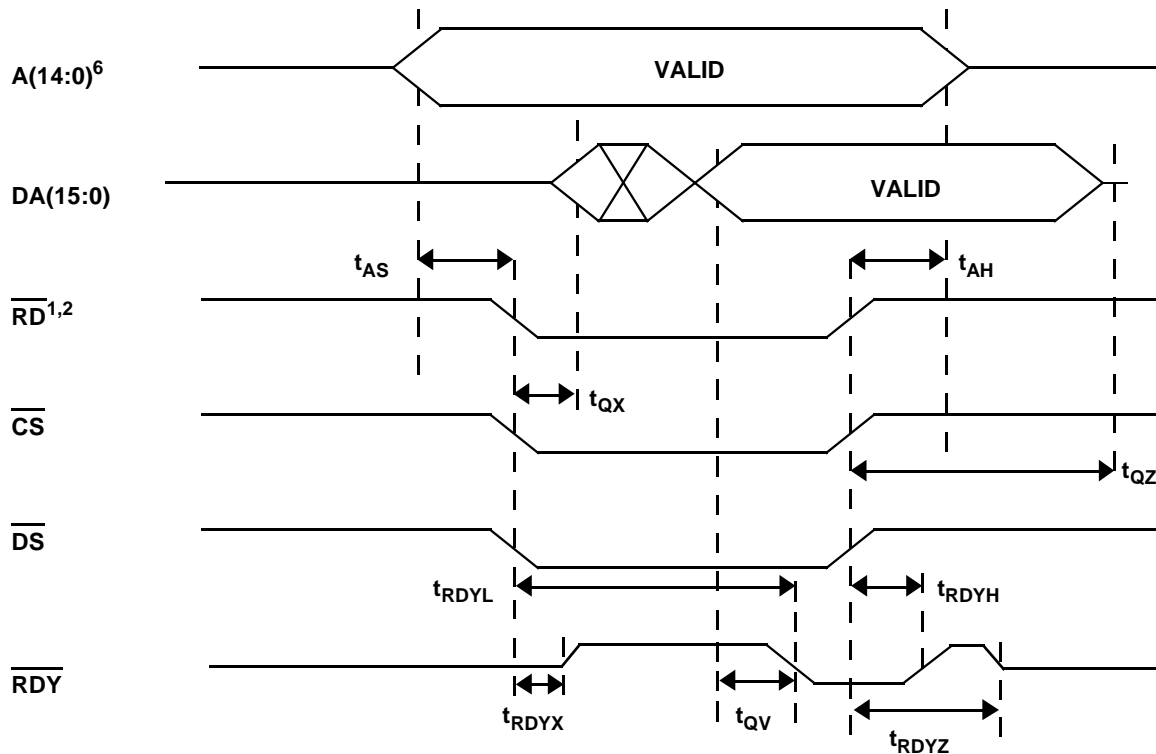 A(14:0)⁶
VALID
DA(15:0)
VALID
tAS
tAH
RD¹,²
tQX
CS
tQZ
DS
tRDYL
tRDYH
RDY
tRDYX
tQV
tRDYZ